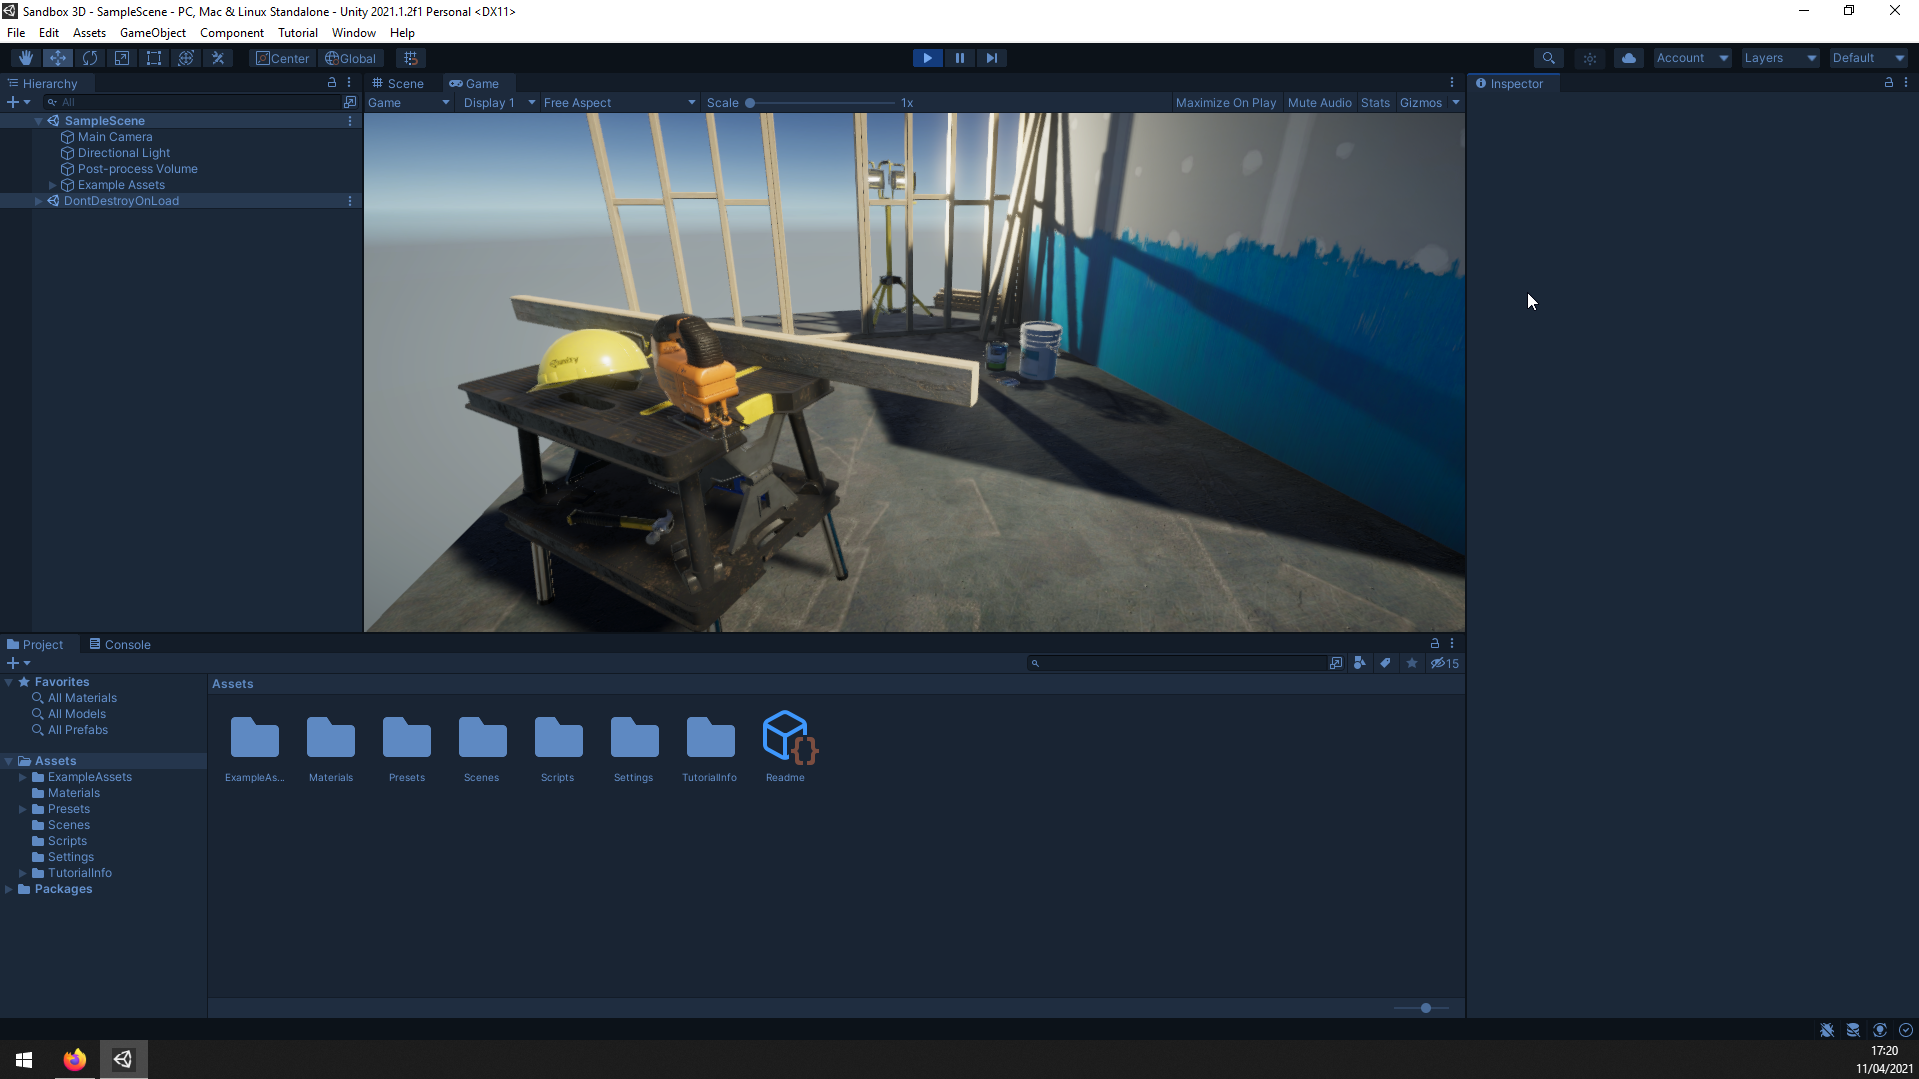 Sandbox 3D - SampleScene - PC, Mac & Linux Standalone - Unity 2021.1.2f1 Personal <DX11>
File Edit Assets GameObject Component Tutorial Window Help
Center Global Account Layers Default
Hierarchy
All
SampleScene
Main Camera
Directional Light
Post-process Volume
Example Assets
DontDestroyOnLoad
Scene Game
Game Display 1 Free Aspect Scale 1x Maximize On Play Mute Audio Stats Gizmos
Inspector
Project Console
15
Favorites
All Materials
All Models
All Prefabs
Assets
ExampleAssets
Materials
Presets
Scenes
Scripts
Settings
TutorialInfo
Packages
Assets
ExampleAs... Materials Presets Scenes Scripts Settings TutorialInfo Readme
17:20
11/04/2021